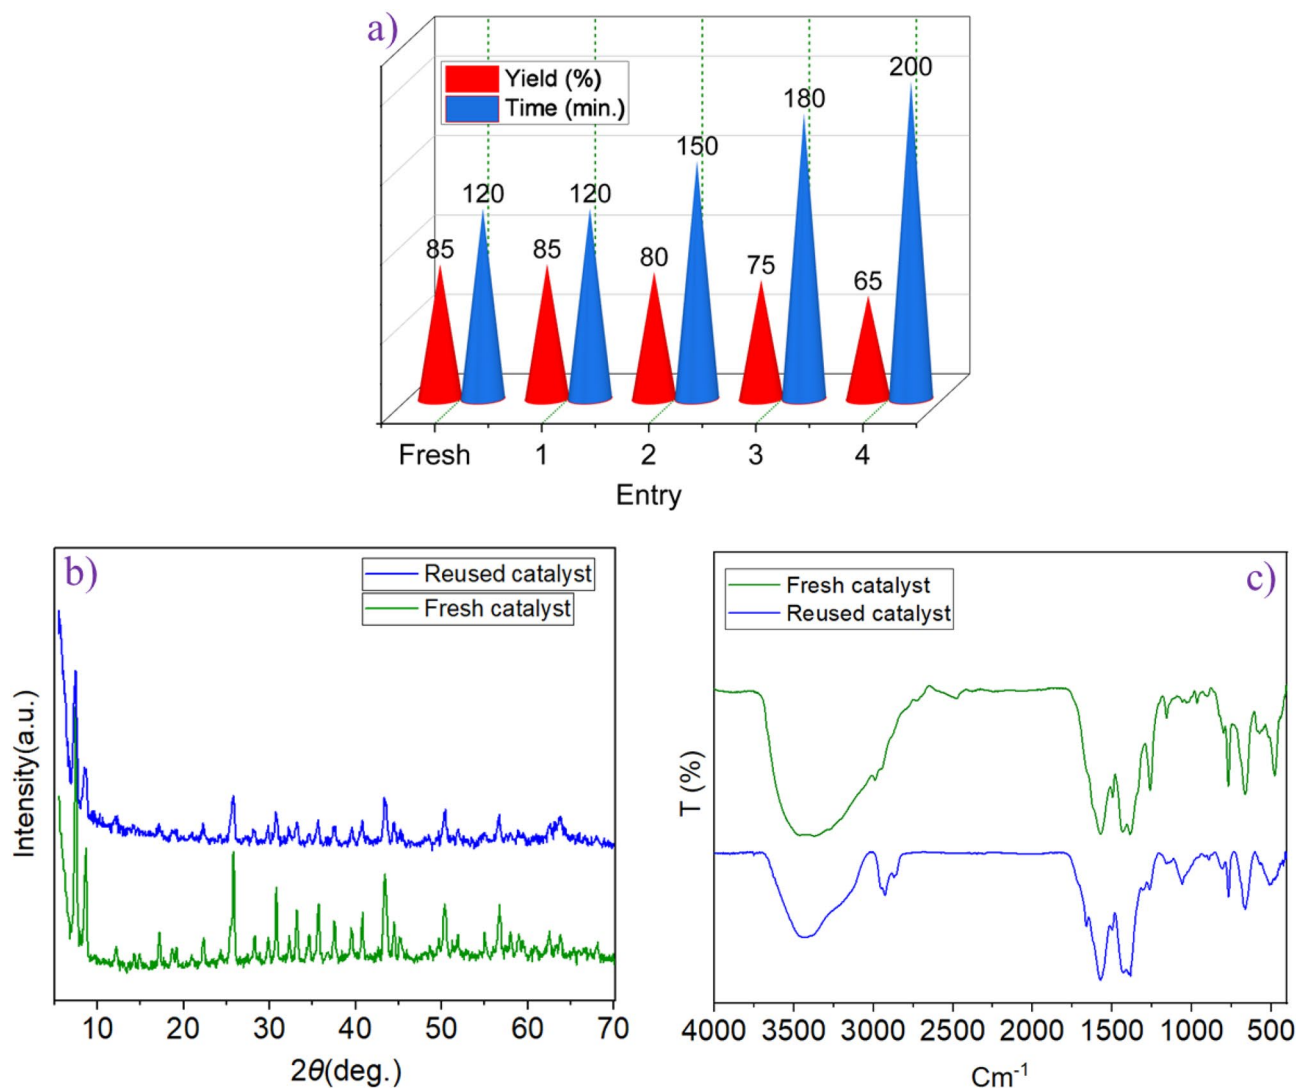 a)
Yield (%)
Time (min.)
85
120
85
120
80
150
75
180
65
200
Fresh 1 2 3 4
Entry
b)
Reused catalyst
Fresh catalyst
Intensity(a.u.)
10 20 30 40 50 60 70
2θ(deg.)
c)
Fresh catalyst
Reused catalyst
T (%)
4000 3500 3000 2500 2000 1500 1000 500
Cm⁻¹